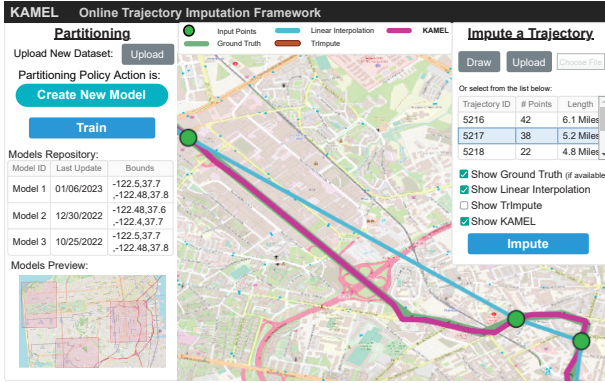 KAMEL Online Trajectory Imputation Framework
Partitioning
Upload New Dataset: Upload
Partitioning Policy Action is:
Create New Model
Train
Models Repository:
Model ID Last Update Bounds
Model 1 01/06/2023 -122.5,37.7
,-122.48,37.8
Model 2 12/30/2022 -122.48,37.6
,-122.4,37.7
Model 3 10/25/2022 -122.5,37.7
,-122.48,37.8
Models Preview:
Input Points Linear Interpolation KAMEL
Ground Truth TrImpute
Impute a Trajectory
Draw Upload Choose File
Or select from the list below:
Trajectory ID # Points Length
5216 42 6.1 Miles
5217 38 5.2 Miles
5218 22 4.8 Miles
Show Ground Truth (if available
Show Linear Interpolation
Show TrImpute
Show KAMEL
Impute